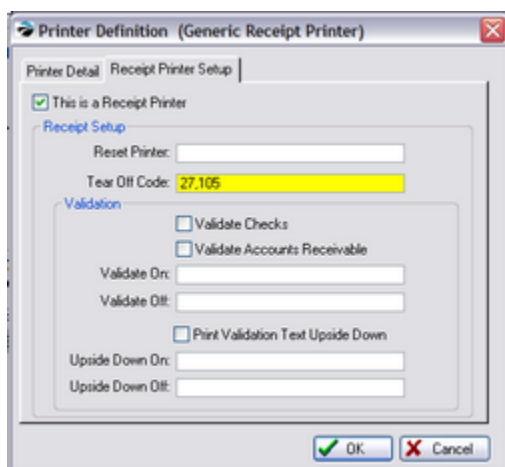 Printer Definition (Generic Receipt Printer)
Printer Detail Receipt Printer Setup
This is a Receipt Printer
Receipt Setup
Reset Printer:
Tear Off Code: 27,105
Validation
Validate Checks
Validate Accounts Receivable
Validate On:
Validate Off:
Print Validation Text Upside Down
Upside Down On:
Upside Down Off:
OK Cancel